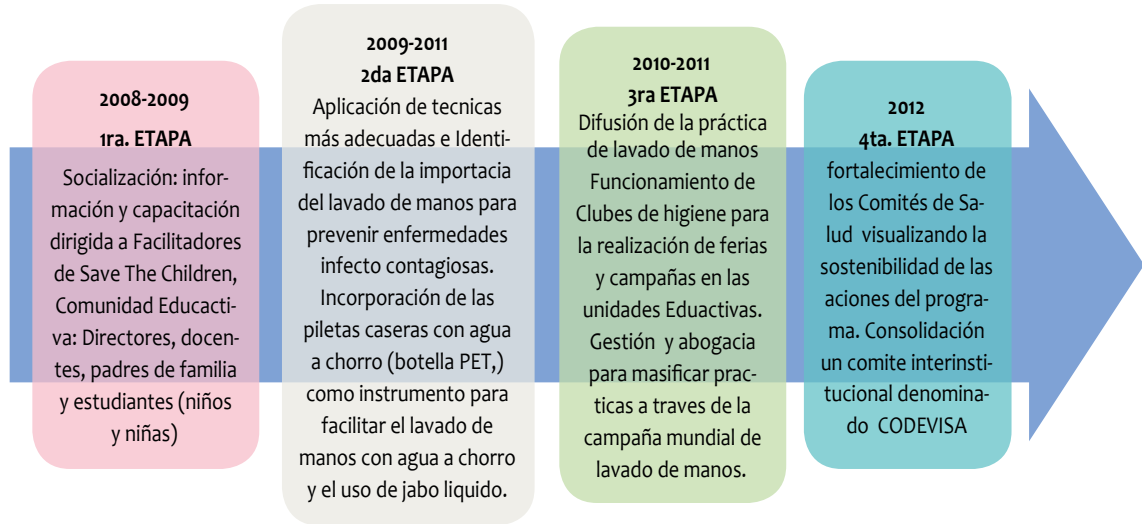 2008-2009
1ra. ETAPA
Socialización: infor-
mación y capacitación
dirigida a Facilitadores
de Save The Children,
Comunidad Educacti-
va: Directores, docen-
tes, padres de familia
y estudiantes (niños
y niñas)
2009-2011
2da ETAPA
Aplicación de tecnicas
más adecuadas e Identi-
ficación de la importacia
del lavado de manos para
prevenir enfermedades
infecto contagiosas.
Incorporación de las
piletas caseras con agua
a chorro (botella PET,)
como instrumento para
facilitar el lavado de
manos con agua a chorro
y el uso de jabo liquido.
2010-2011
3ra ETAPA
Difusión de la práctica
de lavado de manos
Funcionamiento de
Clubes de higiene para
la realización de ferias
y campañas en las
unidades Eduactivas.
Gestión y abogacia
para masificar prac-
ticas a traves de la
campaña mundial de
lavado de manos.
2012
4ta. ETAPA
fortalecimiento de
los Comités de Sa-
lud visualizando la
sostenibilidad de las
aciones del progra-
ma. Consolidación
un comite interinsti-
tucional denomina-
do CODEVISA